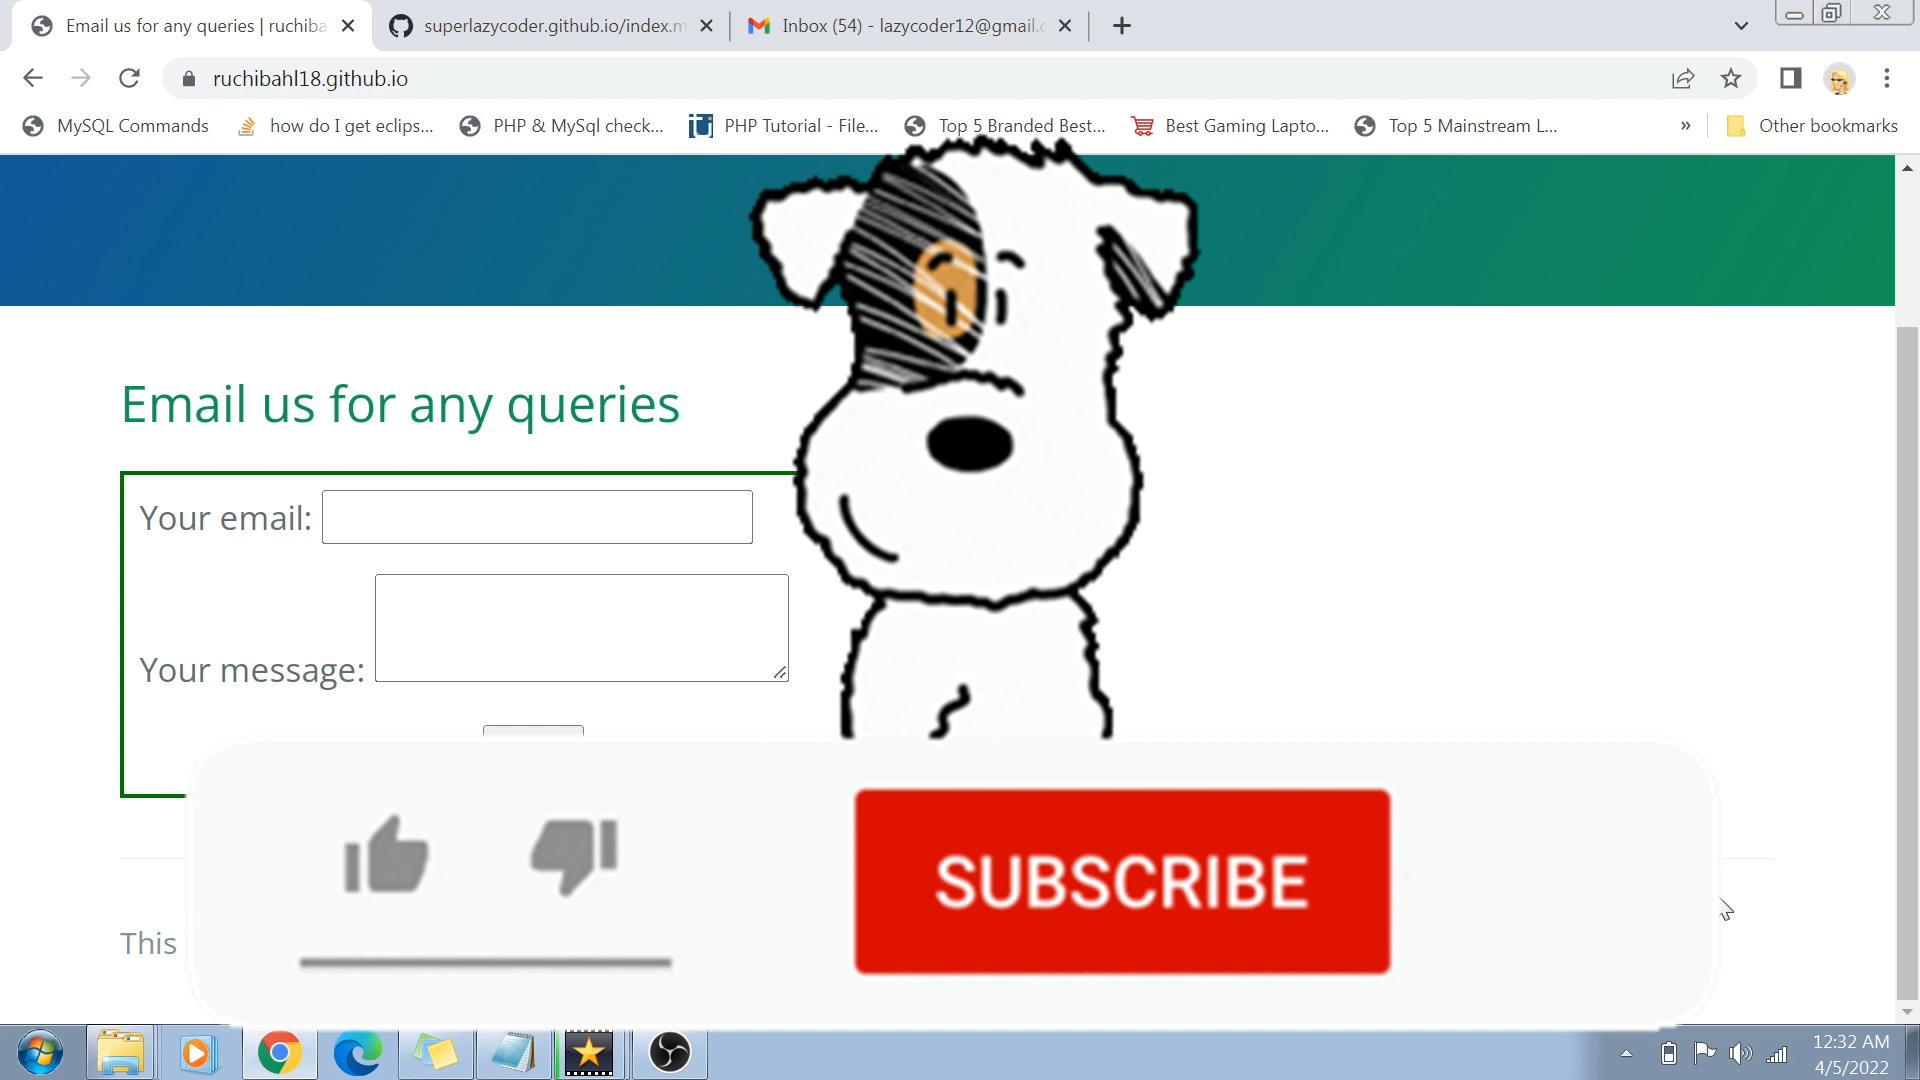 Email us for any queries | ruchiba
superlazycoder.github.io/index.m
Inbox (54) - lazycoder12@gmail.c
ruchibahl18.github.io
MySQL Commands
how do I get eclips...
PHP & MySql check...
PHP Tutorial - File...
Top 5 Branded Best...
Best Gaming Lapto...
Top 5 Mainstream L...
»
Other bookmarks
Email us for any queries
Your email:
Your message:
SUBSCRIBE
This
12:32 AM
4/5/2022